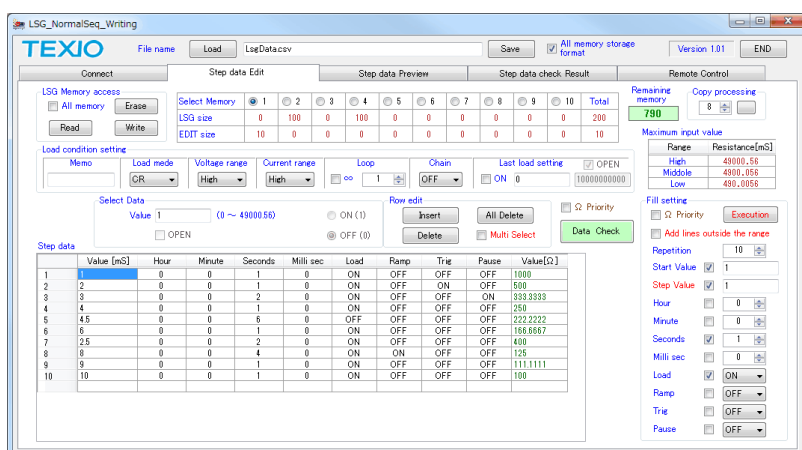 LSG_NormalSeq_Writing
TEXIO File name Load LsgData.csv Save All memory storage format Version 1.01 END
Connect Step data Edit Step data Preview Step data check Result Remote Control
LSG Memory access
All memory Erase
Read Write
Select Memory 1 2 3 4 5 6 7 8 9 10 Total
LSG size 0 100 0 100 0 0 0 0 0 0 200
EDIT size 10 0 0 0 0 0 0 0 0 0 10
Remaining memory
790
Copy processing
8
Load condition setting
Memo Load mode Voltage range Current range Loop Chain Last load setting OPEN
CR High High ∞ 1 OFF ON 0 10000000000
Maximum input value
Range Resistance[mS]
High 49000.56
Middole 4900.056
Low 490.0056
Select Data
Value 1 (0 ～ 49000.56) ON (1)
OPEN OFF (0)
Row edit
Insert All Delete
Delete Multi Select
Ω Priority
Data Check
Step data
Value [mS] Hour Minute Seconds Milli sec Load Ramp Trig Pause Value[Ω]
1 1 0 0 1 0 ON OFF OFF OFF 1000
2 2 0 0 1 0 ON OFF ON OFF 500
3 3 0 0 2 0 ON OFF OFF ON 333.3333
4 4 0 0 1 0 ON OFF OFF OFF 250
5 4.5 0 0 6 0 OFF OFF OFF OFF 222.2222
6 6 0 0 1 0 ON OFF OFF OFF 166.6667
7 2.5 0 0 2 0 ON OFF OFF OFF 400
8 8 0 0 4 0 ON ON OFF OFF 125
9 9 0 0 1 0 ON OFF OFF OFF 111.1111
10 10 0 0 1 0 ON OFF OFF OFF 100
Fill setting
Ω Priority Execution
Add lines outside the range
Repetition 10
Start Value 1
Step Value 1
Hour 0
Minute 0
Seconds 1
Milli sec 0
Load ON
Ramp OFF
Trig OFF
Pause OFF